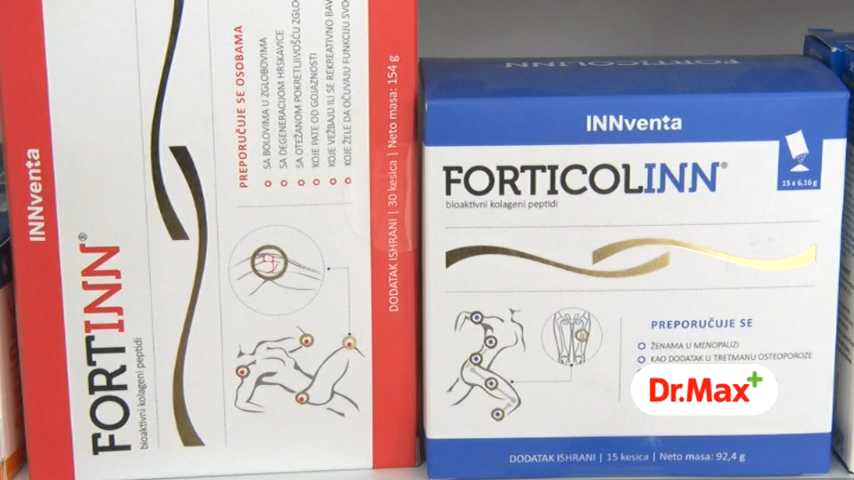 INNventa
FORTINN®
bioaktivni kolageni peptidi
PREPORUČUJE SE OSOBAMA
SA BOLOVIMA U ZGLOBOVIMA
SA DEGENERACIJOM HRSKAVICE
SA OTEŽANOM POKRETLJIVOŠĆU ZGLO
KOJE PATE OD GOJAZNOSTI
KOJE VEŽBAJU ILI SE REKREATIVNO BAV
KOJE ŽELE DA OČUVAJU FUNKCIJU SVO
DODATAK ISHRANI | 30 kesica | Neto masa: 154 g
FORTICOLINN
INNventa
FORTICOLINN®
bioaktivni kolageni peptidi
15 x 6,16 g
PREPORUČUJE SE
ŽENAMA U MENOPAUZI
KAO DODATAK U TRETMANU OSTEOPOROZE
Dr.Max+
DODATAK ISHRANI | 15 kesica | Neto masa: 92,4 g